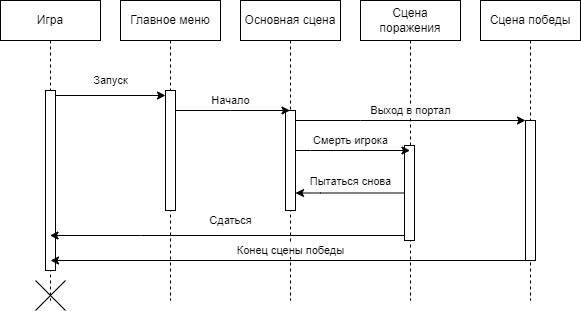 Игра
Главное меню
Основная сцена
Сцена
поражения
Сцена победы
Запуск
Начало
Выход в портал
Смерть игрока
Пытаться снова
Сдаться
Конец сцены победы